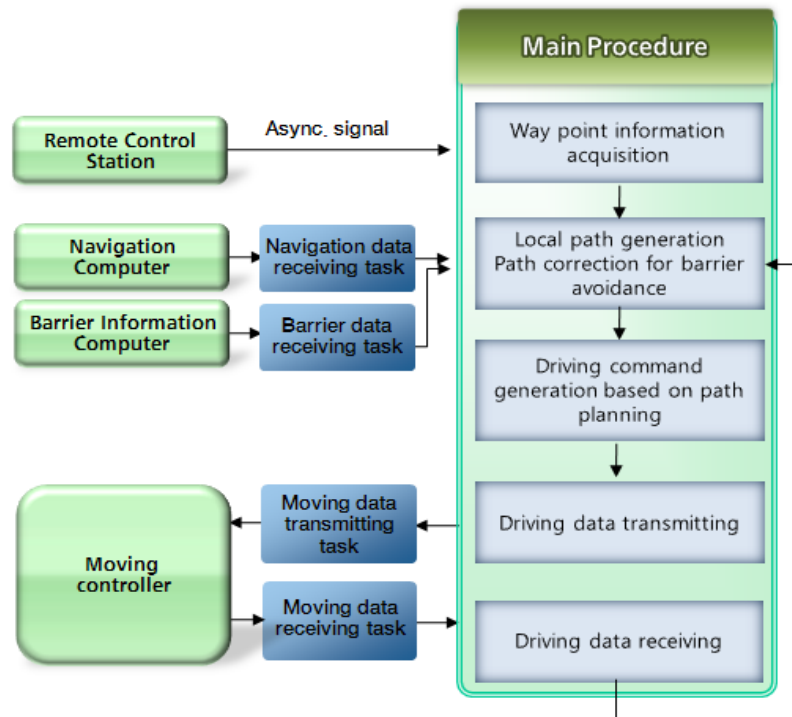 Main Procedure
Async. signal
Remote Control
Station
Way point information
acquisition
Navigation
Computer
Navigation data
receiving task
Local path generation
Path correction for barrier
avoidance
Barrier Information
Computer
Barrier data
receiving task
Driving command
generation based on path
planning
Moving data
transmitting
task
Driving data transmitting
Moving
controller
Moving data
receiving task
Driving data receiving